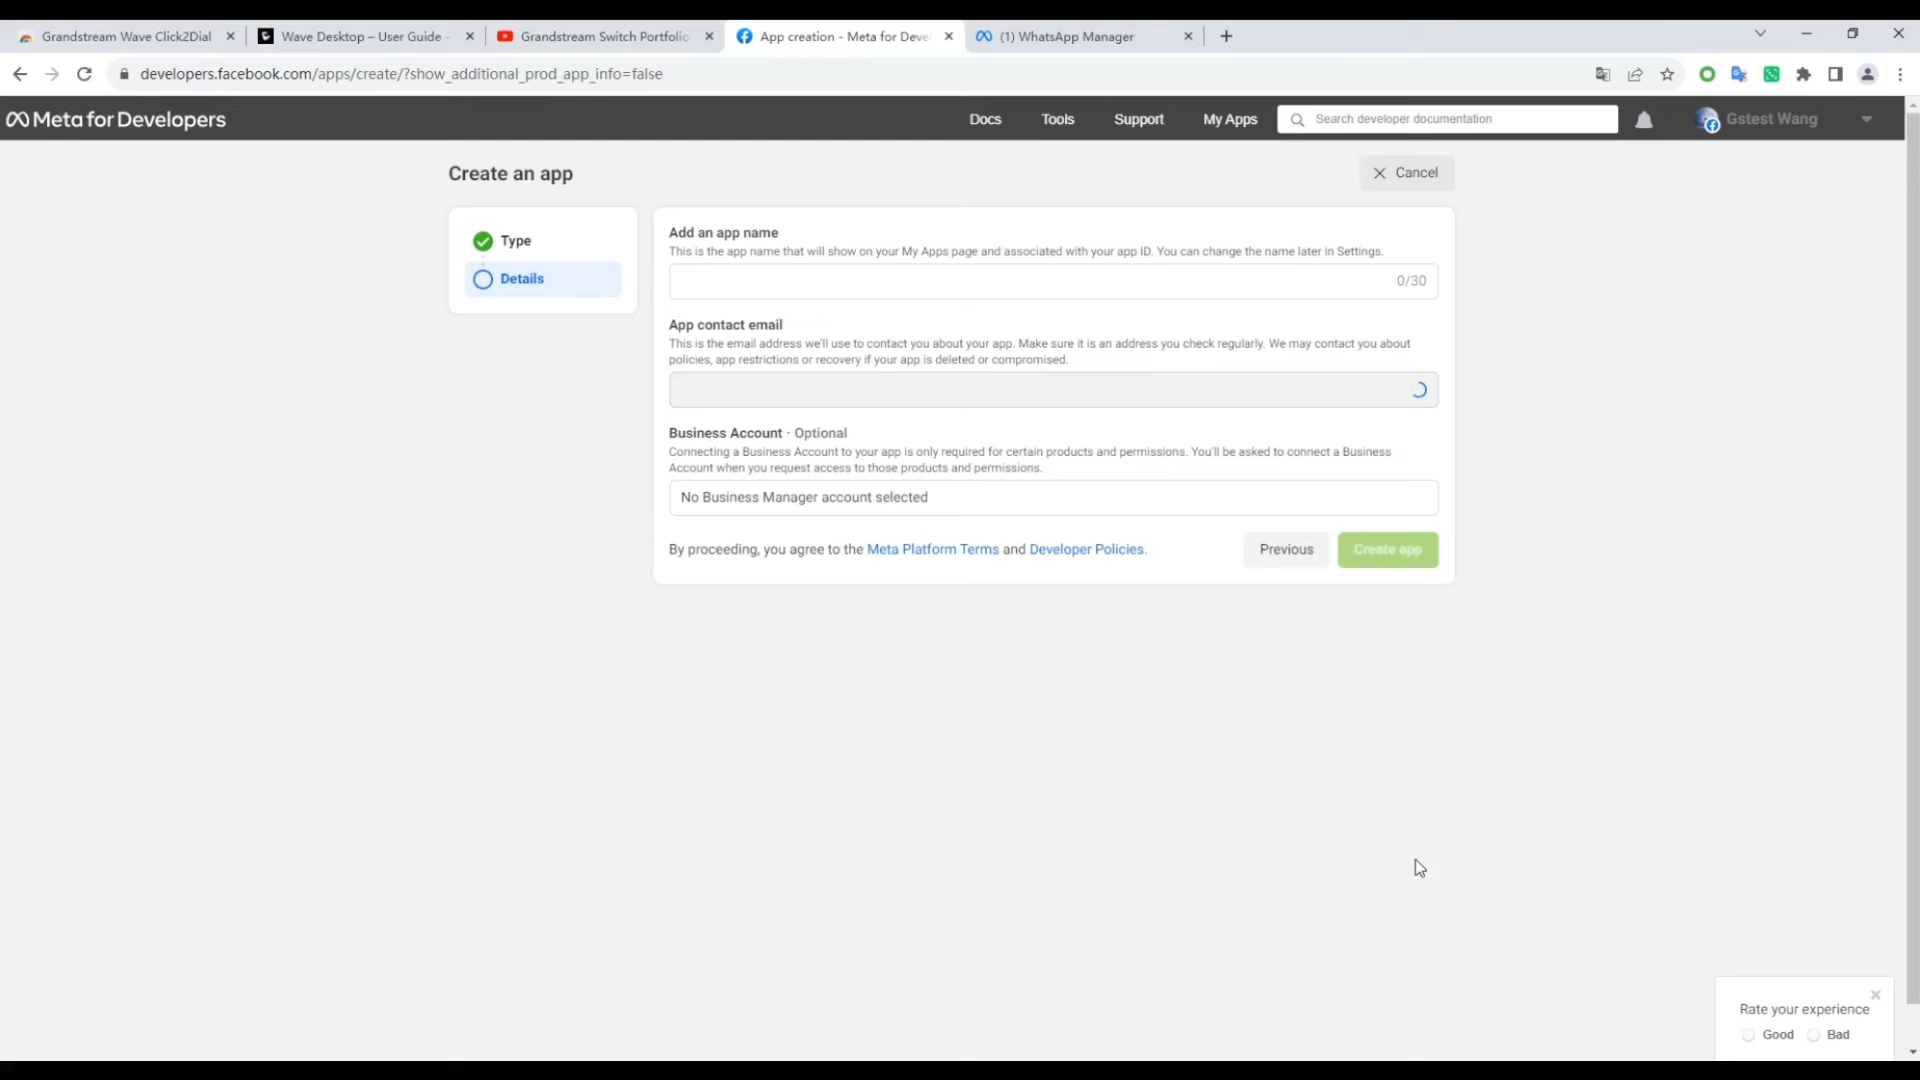 Grandstream Wave Click2Dial
Wave Desktop – User Guide -
Grandstream Switch Portfolio
App creation - Meta for Deve
(1) WhatsApp Manager
developers.facebook.com/apps/create/?show_additional_prod_app_info=false
Meta for Developers
Docs
Tools
Support
My Apps
Search developer documentation
Gstest Wang
Create an app
Cancel
Type
Details
Add an app name
This is the app name that will show on your My Apps page and associated with your app ID. You can change the name later in Settings.
0/30
App contact email
This is the email address we'll use to contact you about your app. Make sure it is an address you check regularly. We may contact you about
policies, app restrictions or recovery if your app is deleted or compromised.
Business Account · Optional
Connecting a Business Account to your app is only required for certain products and permissions. You'll be asked to connect a Business
Account when you request access to those products and permissions.
No Business Manager account selected
By proceeding, you agree to the Meta Platform Terms and Developer Policies.
Previous
Create app
Rate your experience
Good
Bad